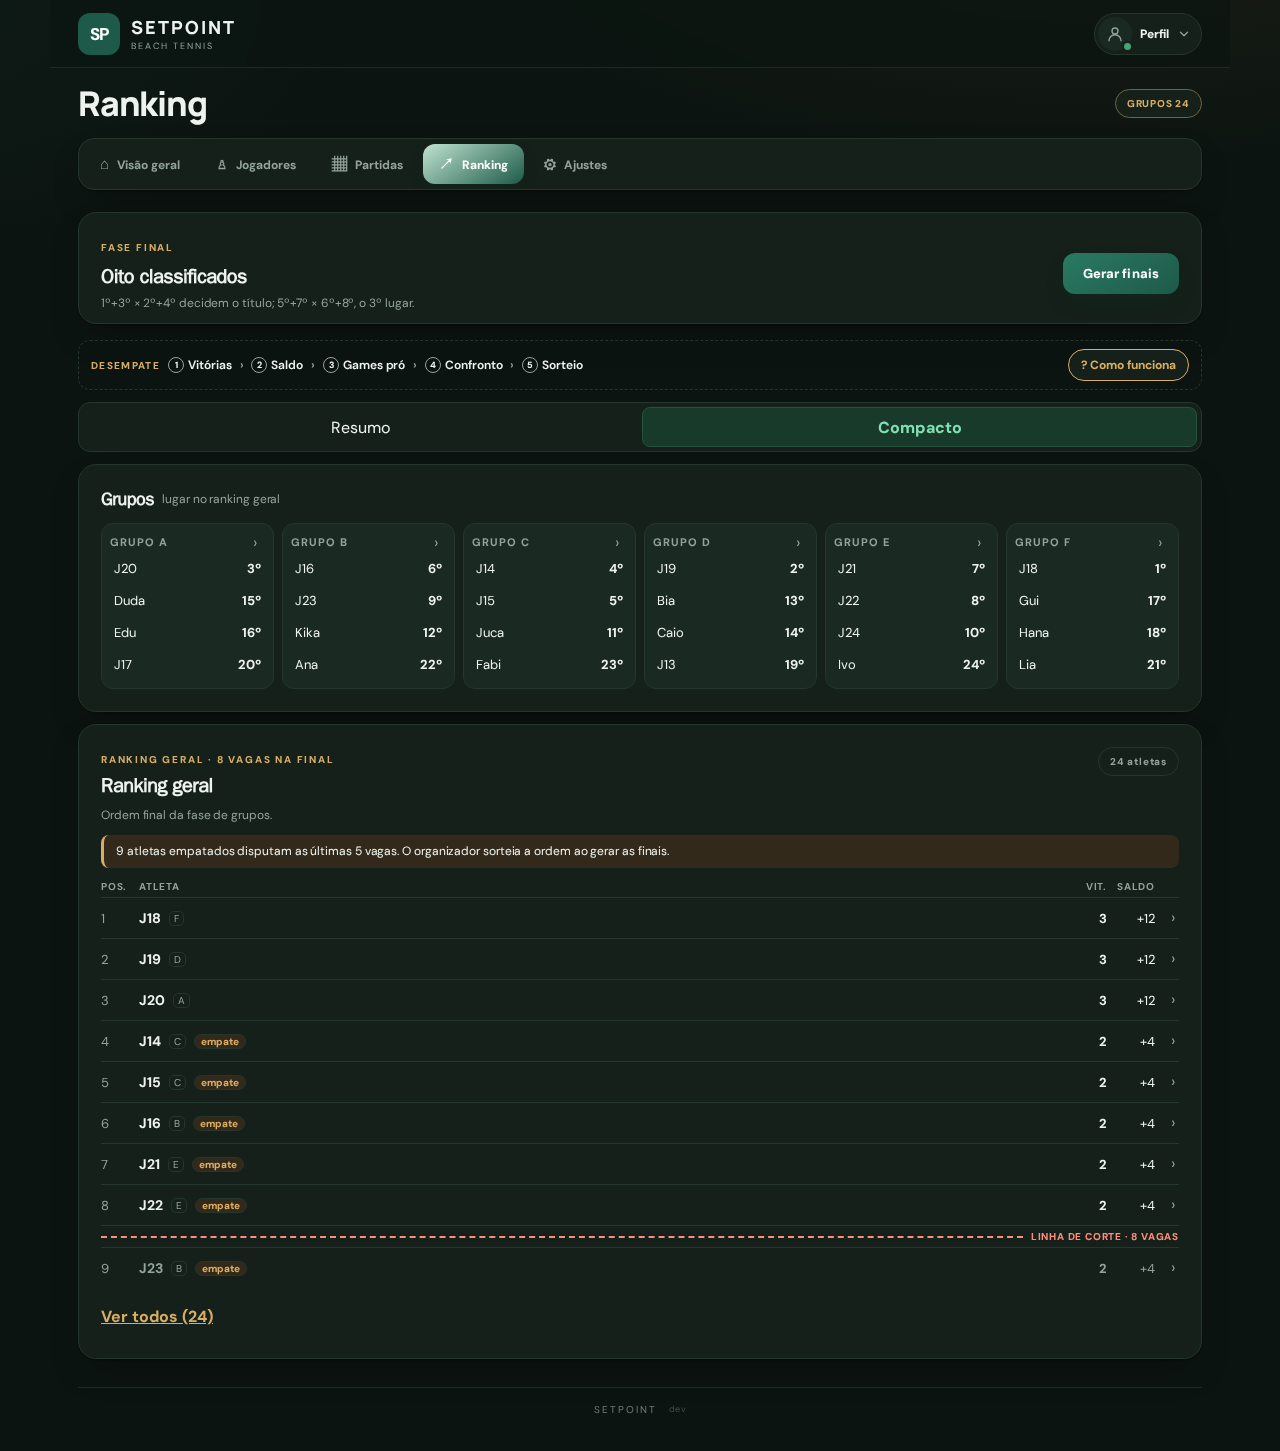 SP
SETPOINT
BEACH TENNIS
Perfil
Ranking
GRUPOS 24
Visão geral
Jogadores
Partidas
Ranking
Ajustes
FASE FINAL
Oito classificados
1º+3º × 2º+4º decidem o título; 5º+7º × 6º+8º, o 3º lugar.
Gerar finais
DESEMPATE 1 Vitórias › 2 Saldo › 3 Games pró › 4 Confronto › 5 Sorteio
? Como funciona
Resumo
Compacto
Grupos lugar no ranking geral
GRUPO A ›
J20 3º
Duda 15º
Edu 16º
J17 20º
GRUPO B ›
J16 6º
J23 9º
Kika 12º
Ana 22º
GRUPO C ›
J14 4º
J15 5º
Juca 11º
Fabi 23º
GRUPO D ›
J19 2º
Bia 13º
Caio 14º
J13 19º
GRUPO E ›
J21 7º
J22 8º
J24 10º
Ivo 24º
GRUPO F ›
J18 1º
Gui 17º
Hana 18º
Lia 21º
RANKING GERAL · 8 VAGAS NA FINAL
Ranking geral
24 atletas
Ordem final da fase de grupos.
9 atletas empatados disputam as últimas 5 vagas. O organizador sorteia a ordem ao gerar as finais.
POS. ATLETA VIT. SALDO
1 J18 F 3 +12 ›
2 J19 D 3 +12 ›
3 J20 A 3 +12 ›
4 J14 C empate 2 +4 ›
5 J15 C empate 2 +4 ›
6 J16 B empate 2 +4 ›
7 J21 E empate 2 +4 ›
8 J22 E empate 2 +4 ›
LINHA DE CORTE · 8 VAGAS
9 J23 B empate 2 +4 ›
Ver todos (24)
SETPOINT dev